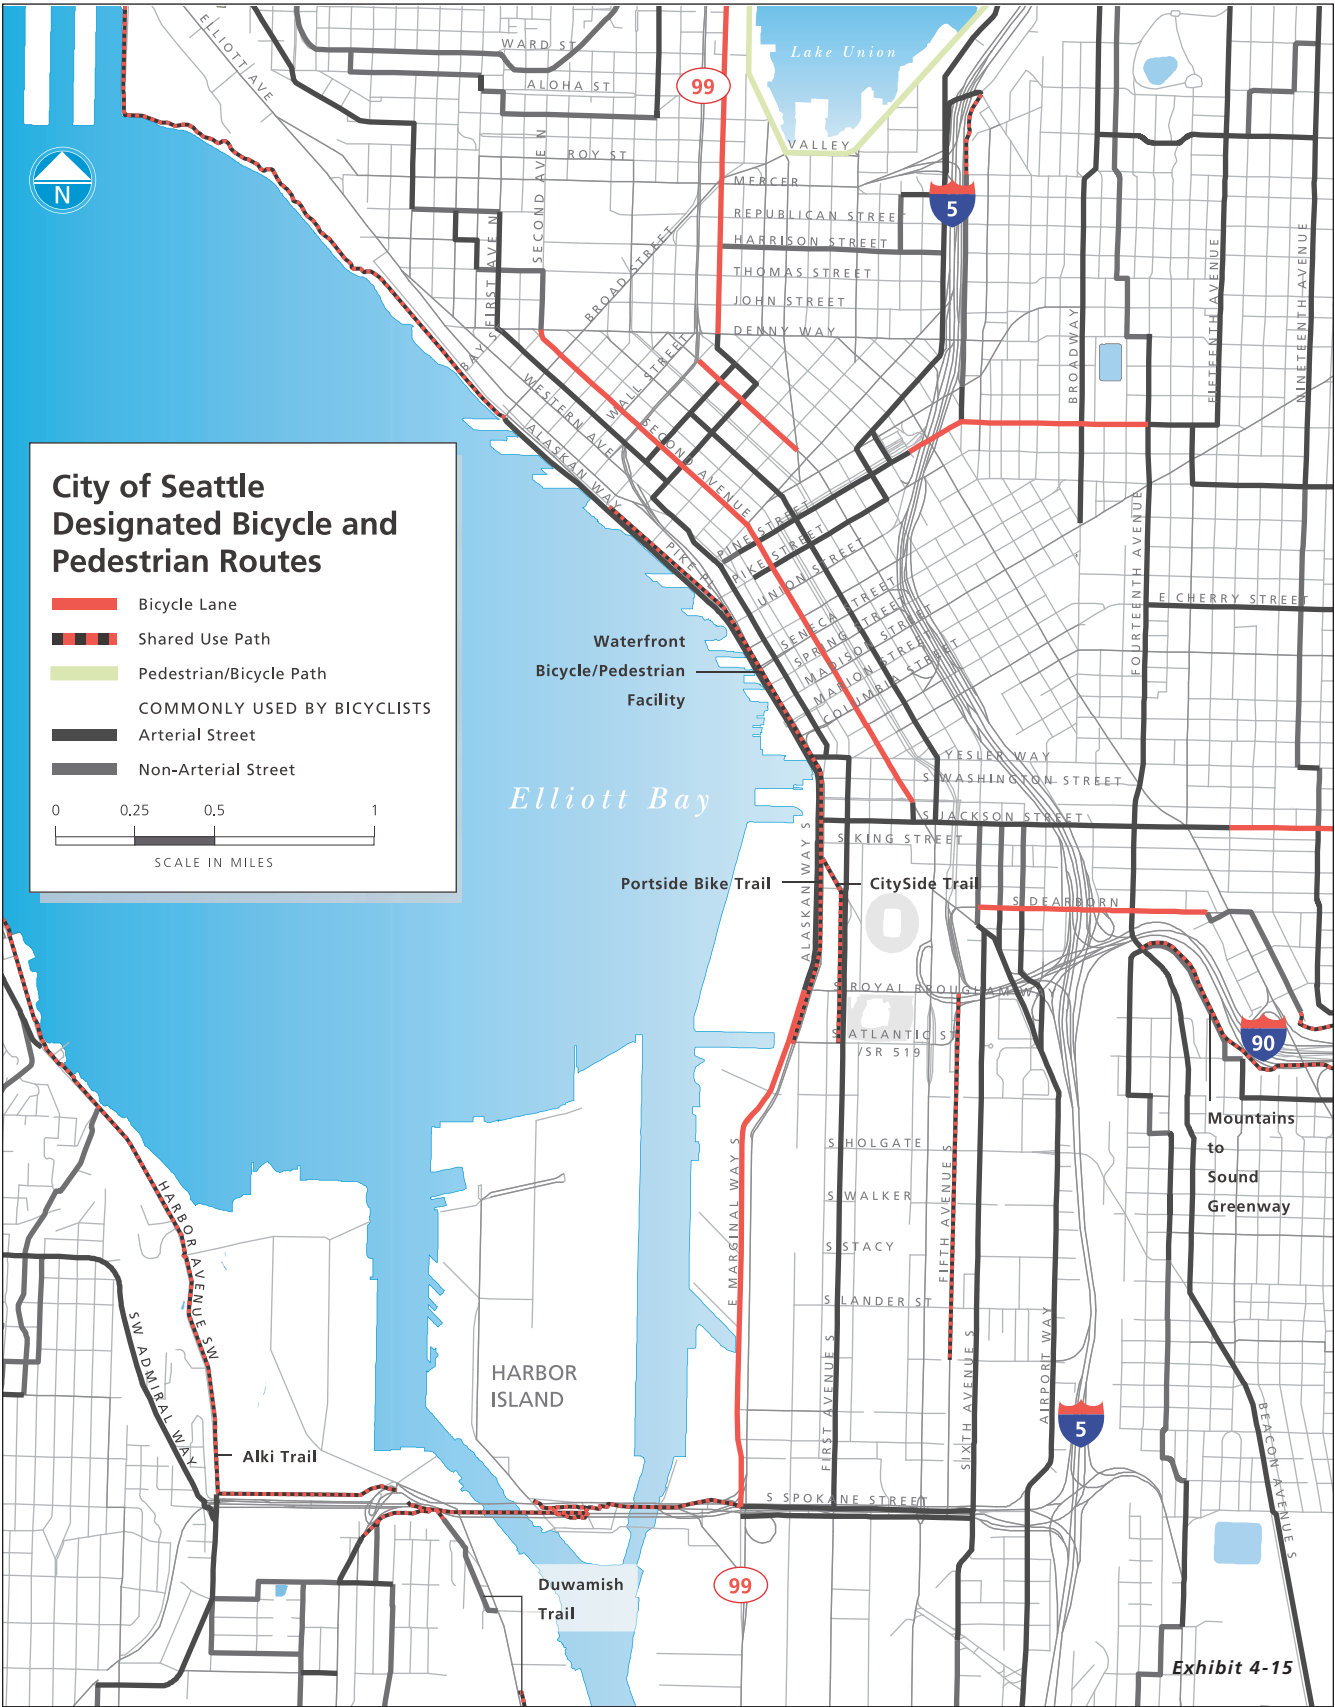 ELLIOTT AVE
WARD ST
ALOHA ST
99
Lake Union
VALLEY
ROY ST
SECOND AVE N
MERCER
N
5
REPUBLICAN STREET
HARRISON STREET
BROAD STREET
THOMAS STREET
JOHN STREET
DENNY WAY
FIRST AVE N
BAY S
WALL STREET
WESTERN AVE
SECOND AVENUE
ALASKAN WAY
BROADWAY
FIFTEENTH AVENUE
NINETEENTH AVENUE
City of Seattle
Designated Bicycle and
Pedestrian Routes
Bicycle Lane
Shared Use Path
Pedestrian/Bicycle Path
COMMONLY USED BY BICYCLISTS
Arterial Street
Non-Arterial Street
0 0.25 0.5 1
SCALE IN MILES
PIKE PL
PINE STREET
PIKE STREET
UNION STREET
SENECA STREET
SPRING STREET
MADISON STREET
MARION STREET
COLUMBIA STREET
FOURTEENTH AVENUE
E CHERRY STREET
Waterfront
Bicycle/Pedestrian
Facility
YESLER WAY
S WASHINGTON STREET
Elliott Bay
S JACKSON STREET
S KING STREET
ALASKAN WAY S
Portside Bike Trail
CitySide Trail
S DEARBORN
S ROYAL BROUGHAM WAY
S ATLANTIC ST
/SR 519
90
Mountains
to
Sound
Greenway
S HOLGATE
S WALKER
S STACY
S LANDER ST
E MARGINAL WAY S
FIFTH AVENUE S
FIRST AVENUE S
SIXTH AVENUE S
AIRPORT WAY
5
BEACON AVENUE S
HARBOR AVENUE SW
SW ADMIRAL WAY
HARBOR
ISLAND
Alki Trail
S SPOKANE STREET
Duwamish
Trail
99
Exhibit 4-15